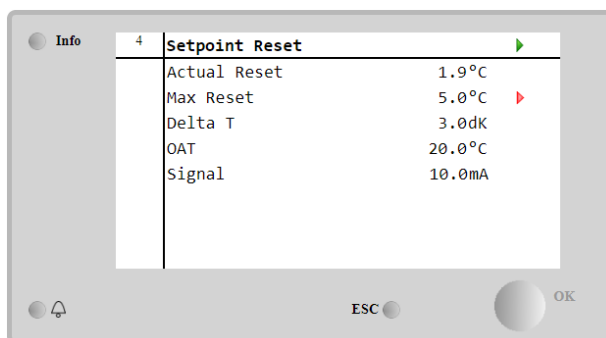 Info
4 Setpoint Reset
Actual Reset 1.9°C
Max Reset 5.0°C
Delta T 3.0dK
OAT 20.0°C
Signal 10.0mA
ESC
OK